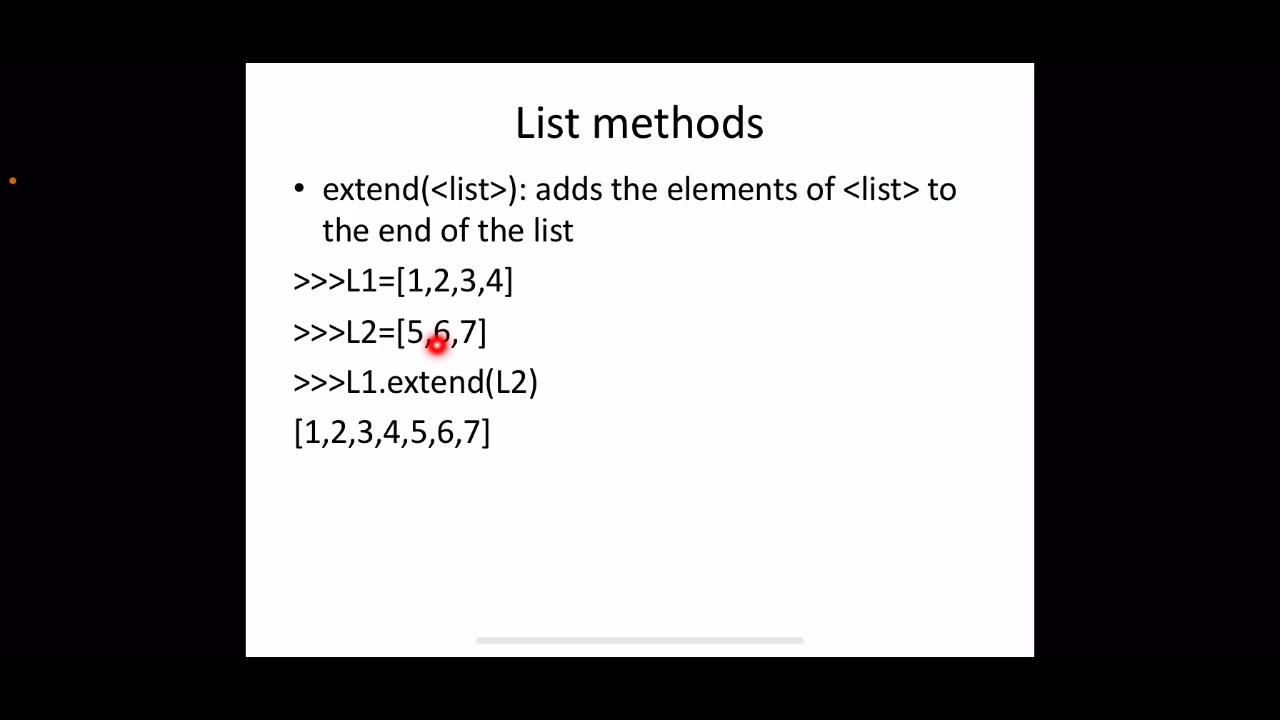 List methods
• extend(<list>): adds the elements of <list> to
the end of the list
>>>L1=[1,2,3,4]
>>>L2=[5,6,7]
>>>L1.extend(L2)
[1,2,3,4,5,6,7]